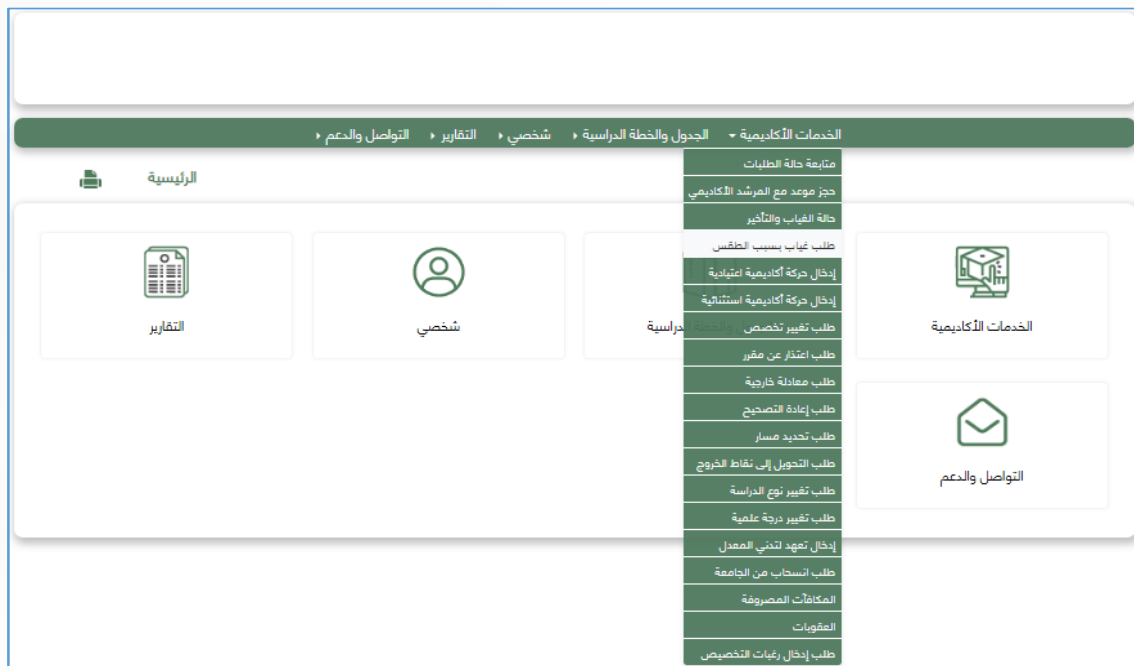 الخدمات الأكاديمية الجدول والخطة الدراسية شخصي التقارير التواصل والدعم
متابعة حالة الطلبات
حجز موعد مع المرشد الأكاديمي
حالة الغياب والتأخير
طلب غياب بسبب الطقس
إدخال حركة أكاديمية اعتيادية
إدخال حركة أكاديمية استثنائية
طلب تغيير تخصص
طلب اعتذار عن مقرر
طلب معادلة خارجية
طلب إعادة التصحيح
طلب تحديد مسار
طلب التحويل إلى نقاط الخروج
طلب تغيير نوع الدراسة
طلب تغيير درجة علمية
إدخال تعهد لتدني المعدل
طلب انسحاب من الجامعة
المكافآت المصروفة
العقوبات
طلب إدخال رغبات التخصيص
الرئيسية
الخدمات الأكاديمية
والخطة الدراسية
شخصي
التقارير
التواصل والدعم